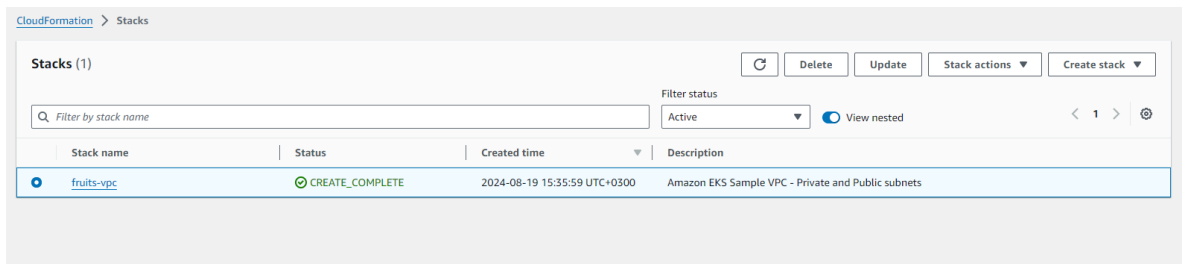 CloudFormation > Stacks
Stacks (1)
Delete Update Stack actions Create stack
Filter status
Filter by stack name Active View nested < 1 >
Stack name Status Created time Description
fruits-vpc CREATE_COMPLETE 2024-08-19 15:35:59 UTC+0300 Amazon EKS Sample VPC - Private and Public subnets